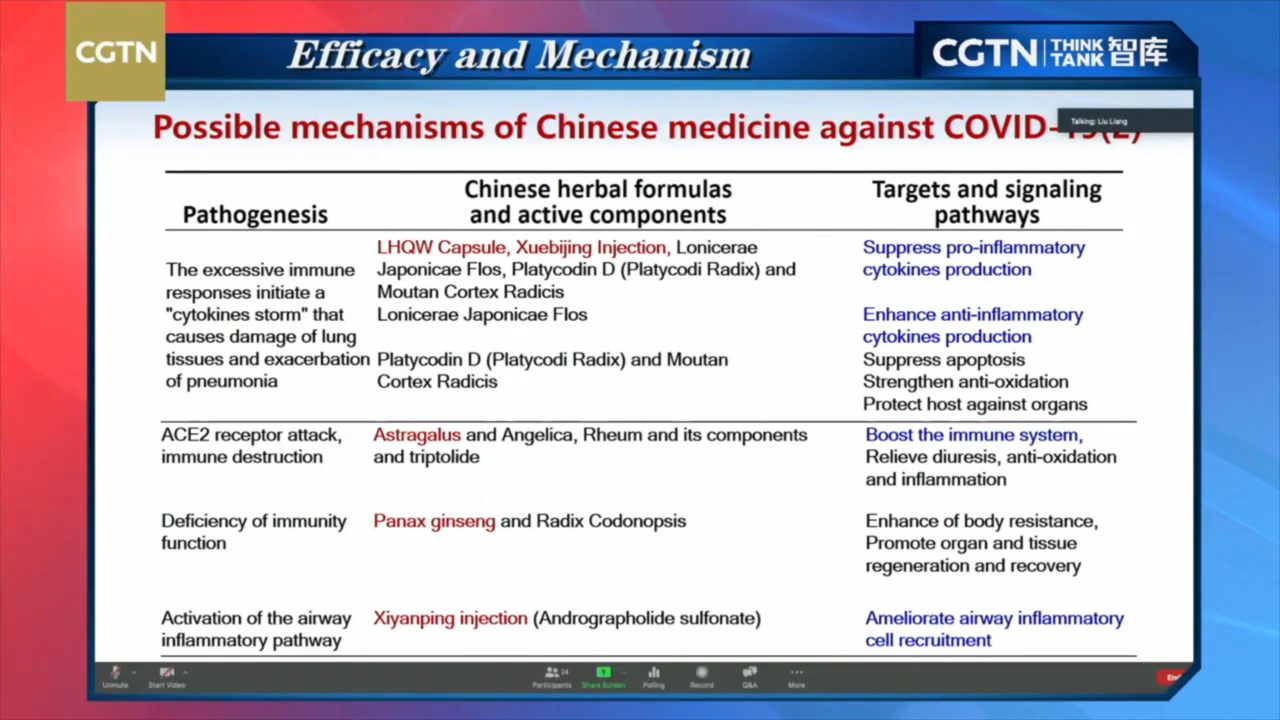 CGTN
Efficacy and Mechanism
CGTN THINK TANK 智库
Possible mechanisms of Chinese medicine against COVID-19(2)
Talking: Liu Liang
Pathogenesis
Chinese herbal formulas
and active components
Targets and signaling
pathways
The excessive immune
responses initiate a
"cytokines storm" that
causes damage of lung
tissues and exacerbation
of pneumonia
LHQW Capsule, Xuebijing Injection, Lonicerae
Japonicae Flos, Platycodin D (Platycodi Radix) and
Moutan Cortex Radicis
Lonicerae Japonicae Flos
Platycodin D (Platycodi Radix) and Moutan
Cortex Radicis
Suppress pro-inflammatory
cytokines production
Enhance anti-inflammatory
cytokines production
Suppress apoptosis
Strengthen anti-oxidation
Protect host against organs
ACE2 receptor attack,
immune destruction
Astragalus and Angelica, Rheum and its components
and triptolide
Boost the immune system,
Relieve diuresis, anti-oxidation
and inflammation
Deficiency of immunity
function
Panax ginseng and Radix Codonopsis
Enhance of body resistance,
Promote organ and tissue
regeneration and recovery
Activation of the airway
inflammatory pathway
Xiyanping injection (Andrographolide sulfonate)
Ameliorate airway inflammatory
cell recruitment
Unmute
Start Video
Participants
24
Share Screen
Polling
Record
Q&A
More